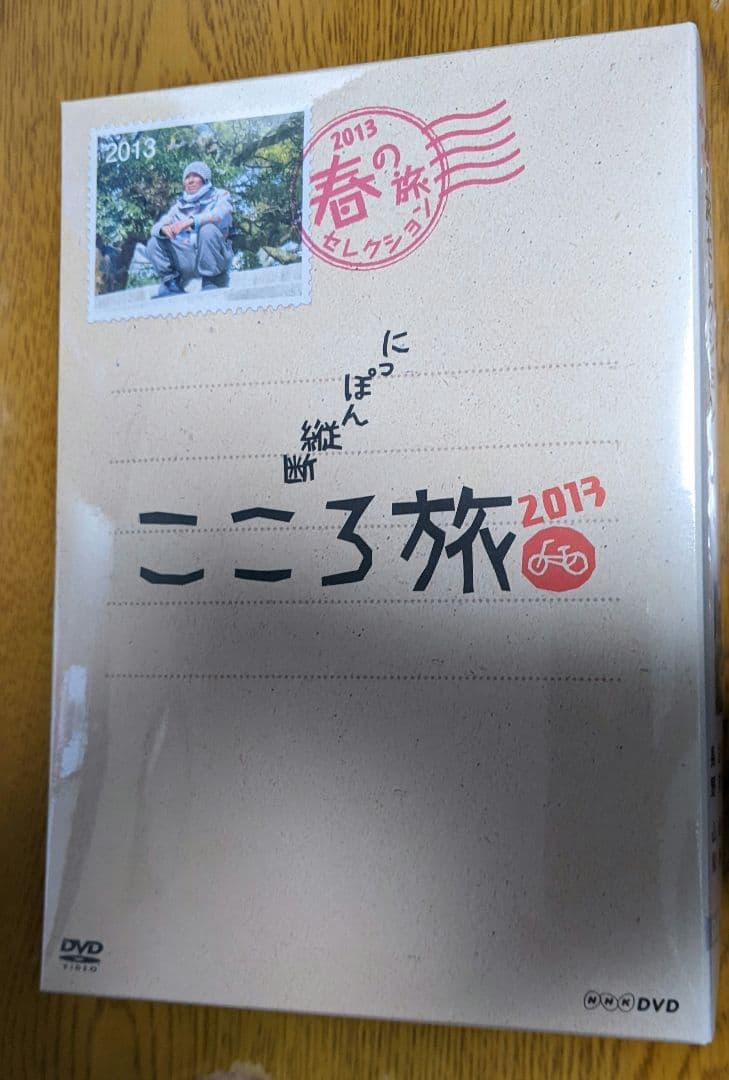 2013
2013
春の旅
セレクション
にっぽん
縦断
こころ旅
2013
DVD
VIDEO
NHK DVD